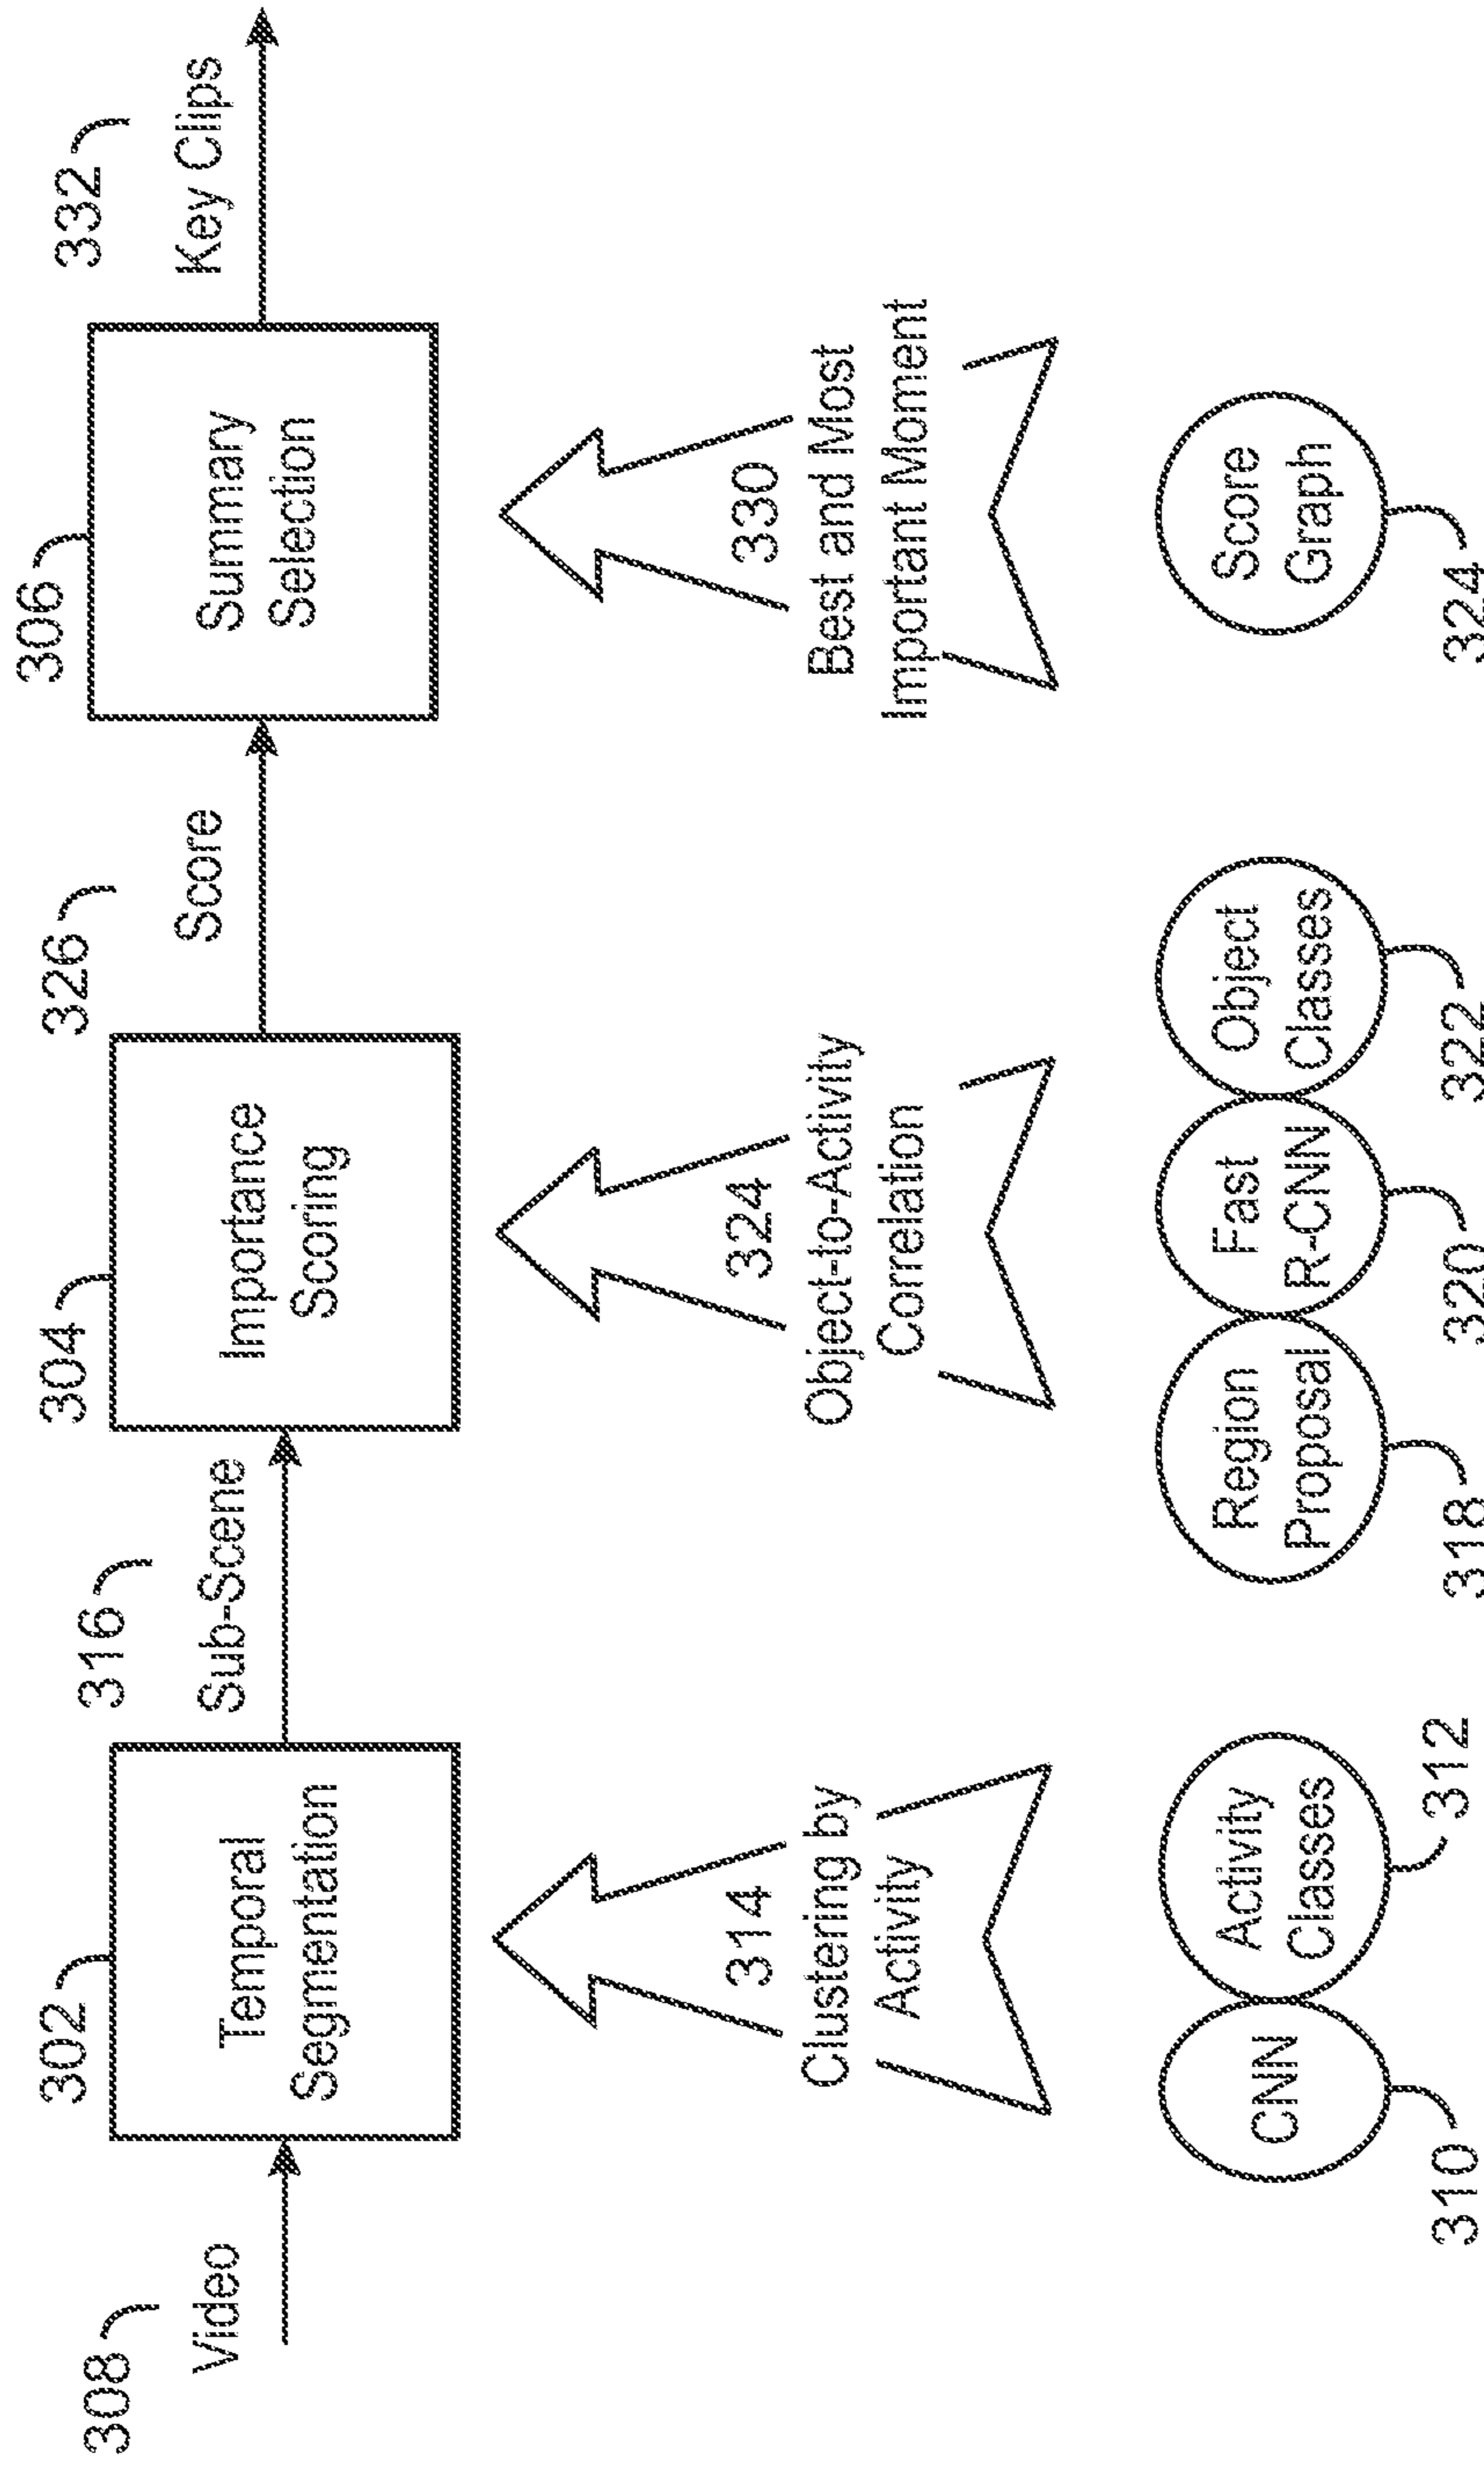 308
Video
302
Temporal
Segmentation
316
Sub-Scene
304
Importance
Scoring
326
Score
306
Summary
Selection
332
Key Clips
314
Clustering by
Activity
324
Object-to-Activity
Correlation
330
Best and Most
Important Moment
CNN
310
Activity
Classes
312
Region
Proposal
318
Fast
R-CNN
320
Object
Classes
322
Score
Graph
324